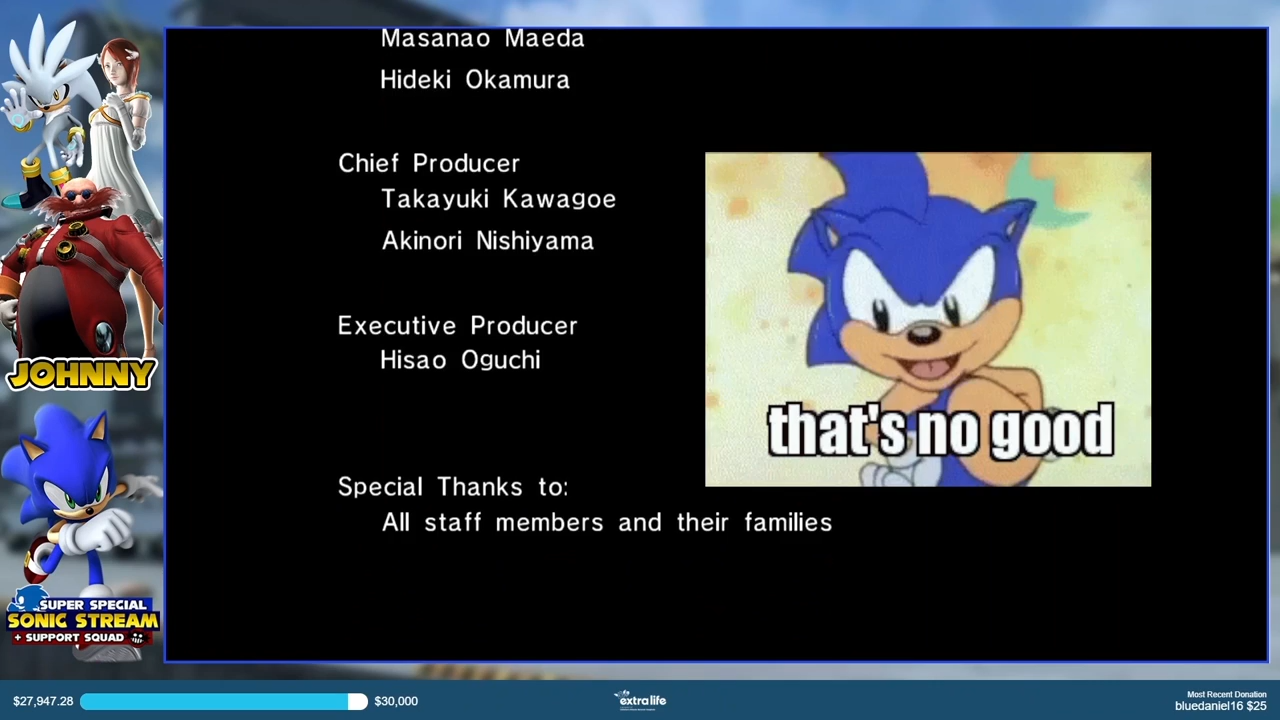 Masanao Maeda
Hideki Okamura
Chief Producer
Takayuki Kawagoe
Akinori Nishiyama
Executive Producer
Hisao Oguchi
Special Thanks to:
All staff members and their families
that's no good
JOHNNY
SUPER SPECIAL
SONIC STREAM
+ SUPPORT SQUAD
$27,947.28
$30,000
extralife
Most Recent Donation
bluedaniel16 $25